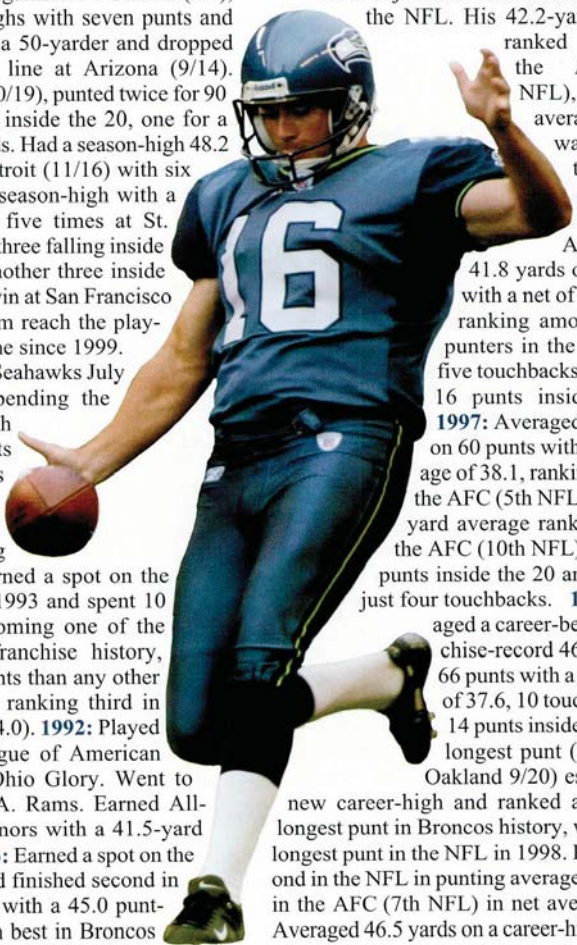 ghs with seven punts and
a 50-yarder and dropped
line at Arizona (9/14).
0/19), punted twice for 90
inside the 20, one for a
ds. Had a season-high 48.2
troit (11/16) with six
season-high with a
five times at St.
three falling inside
nother three inside
in at San Francisco
m reach the play-
ne since 1999.
Seahawks July
pending the
rned a spot on the
1993 and spent 10
oming one of the
ranchise history,
nts than any other
ranking third in
4.0). 1992: Played
gue of American
Ohio Glory. Went to
A. Rams. Earned All-
nors with a 41.5-yard
: Earned a spot on the
d finished second in
with a 45.0 punt-
n best in Broncos
16
the NFL. His 42.2-ya
ranked
the A
NFL),
avera
wa
41.8 yards o
with a net of
ranking amo
punters in the
five touchbacks
16 punts insid
1997: Averaged
on 60 punts with
age of 38.1, ranki
the AFC (5th NFL
yard average rank
the AFC (10th NFL)
punts inside the 20 an
just four touchbacks. 1
aged a career-be
chise-record 46
66 punts with a
of 37.6, 10 touc
14 punts inside
longest punt (
Oakland 9/20) es
new career-high and ranked a
longest punt in Broncos history, w
longest punt in the NFL in 1998. F
ond in the NFL in punting average
in the AFC (7th NFL) in net ave
Averaged 46.5 yards on a career-h